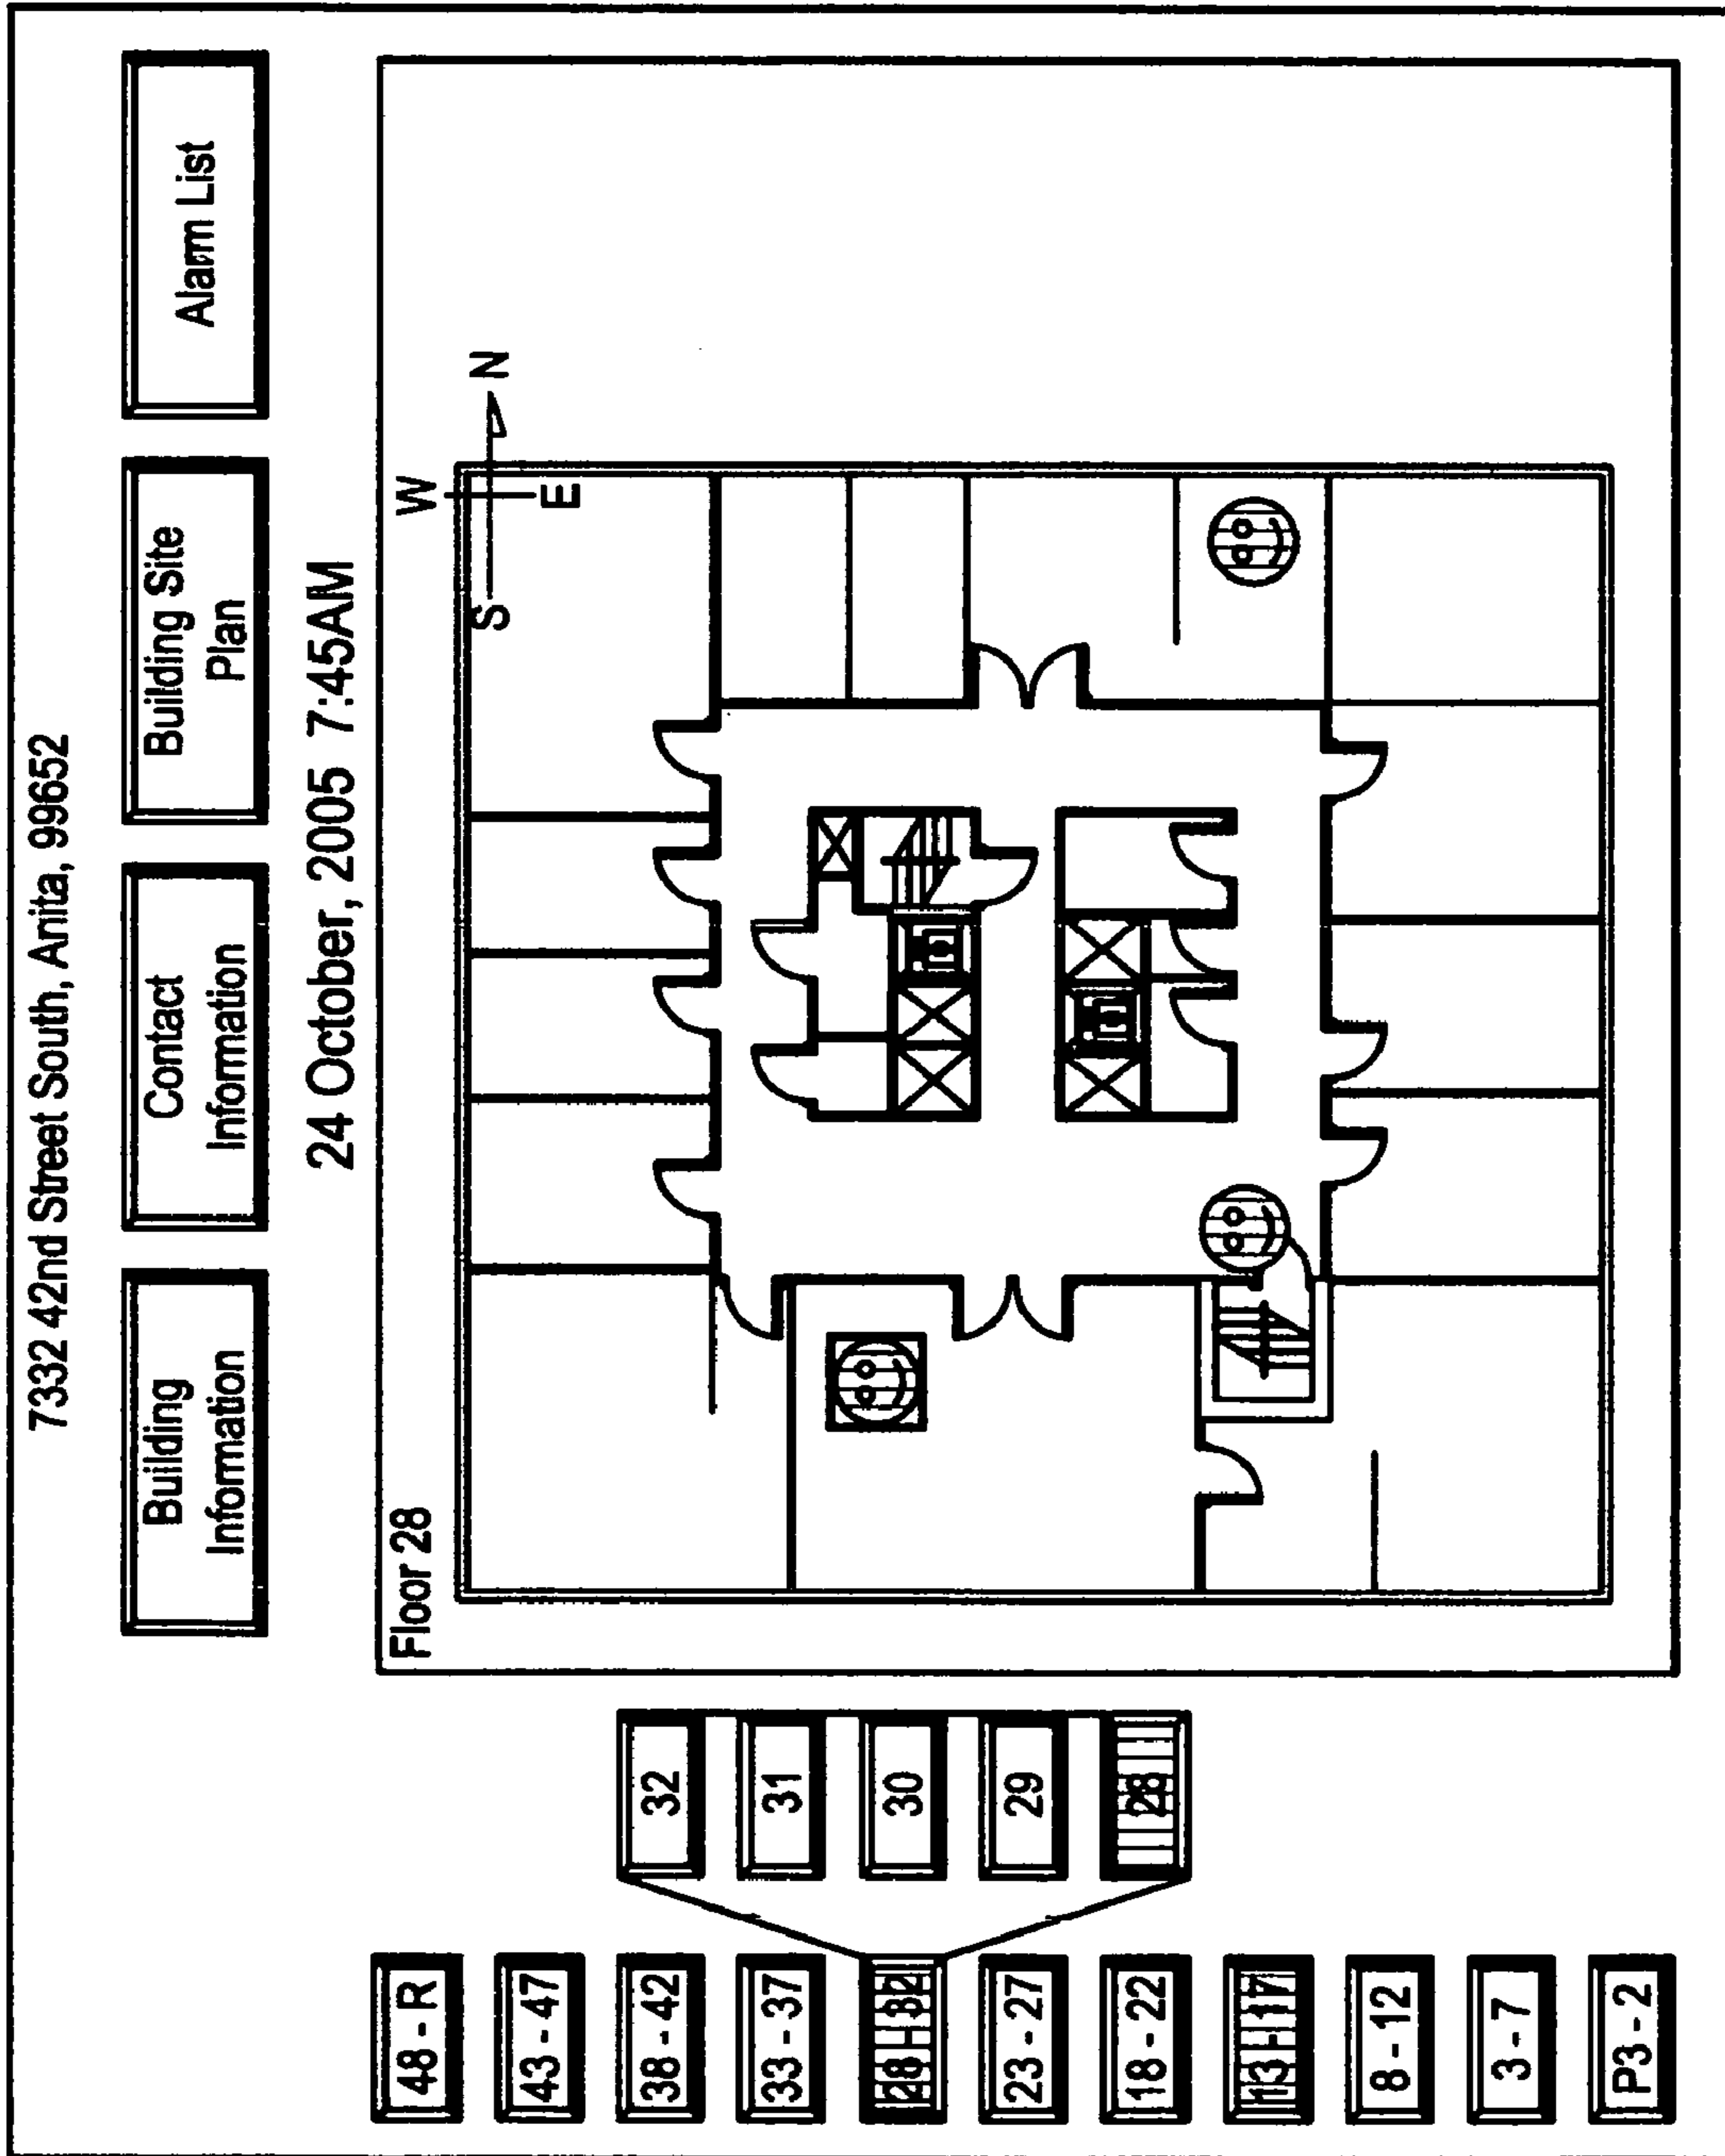 7332 42nd Street South, Anita, 99652
Building
Information
Contact
Information
Building Site
Plan
Alarm List
24 October, 2005 7:45AM
48 - R
43 - 47
38 - 42
33 - 37
28 - 32
23 - 27
18 - 22
13 - 17
8 - 12
3 - 7
P3 - 2
32
31
30
29
28
Floor 28
W
S
N
E